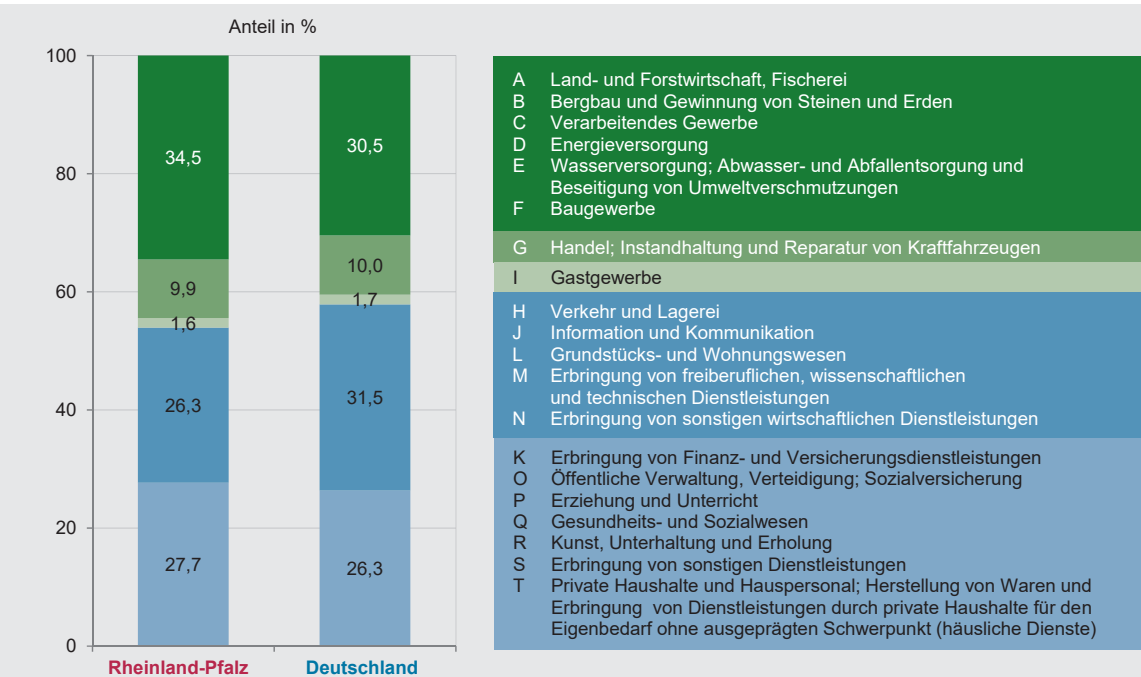 Anteil in %
100
80
60
40
20
0
34,5
9,9
1,6
26,3
27,7
30,5
10,0
1,7
31,5
26,3
Rheinland-Pfalz
Deutschland
A Land- und Forstwirtschaft, Fischerei
B Bergbau und Gewinnung von Steinen und Erden
C Verarbeitendes Gewerbe
D Energieversorgung
E Wasserversorgung; Abwasser- und Abfallentsorgung und
Beseitigung von Umweltverschmutzungen
F Baugewerbe
G Handel; Instandhaltung und Reparatur von Kraftfahrzeugen
I Gastgewerbe
H Verkehr und Lagerei
J Information und Kommunikation
L Grundstücks- und Wohnungswesen
M Erbringung von freiberuflichen, wissenschaftlichen
und technischen Dienstleistungen
N Erbringung von sonstigen wirtschaftlichen Dienstleistungen
K Erbringung von Finanz- und Versicherungsdienstleistungen
O Öffentliche Verwaltung, Verteidigung; Sozialversicherung
P Erziehung und Unterricht
Q Gesundheits- und Sozialwesen
R Kunst, Unterhaltung und Erholung
S Erbringung von sonstigen Dienstleistungen
T Private Haushalte und Hauspersonal; Herstellung von Waren und
Erbringung von Dienstleistungen durch private Haushalte für den
Eigenbedarf ohne ausgeprägten Schwerpunkt (häusliche Dienste)